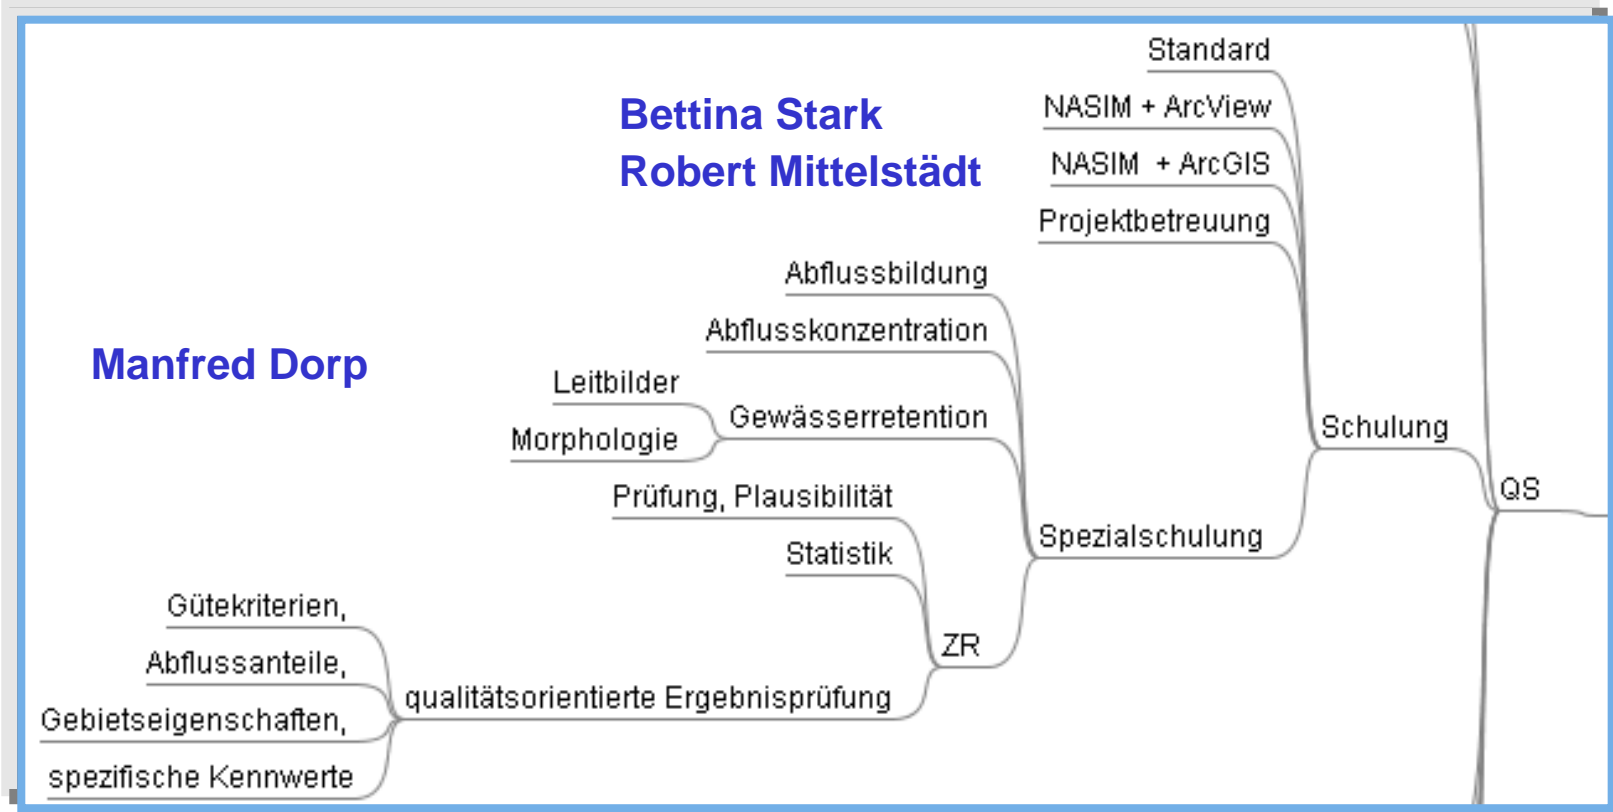 Standard
Bettina Stark
NASIM + ArcView
Robert Mittelstädt
NASIM + ArcGIS
Projektbetreuung
Abflussbildung
Abflusskonzentration
Manfred Dorp
Leitbilder
Gewässerretention
Morphologie
Schulung
Prüfung, Plausibilität
QS
Spezialschulung
Statistik
Gütekriterien,
ZR
Abflussanteile,
qualitätsorientierte Ergebnisprüfung
Gebietseigenschaften,
spezifische Kennwerte